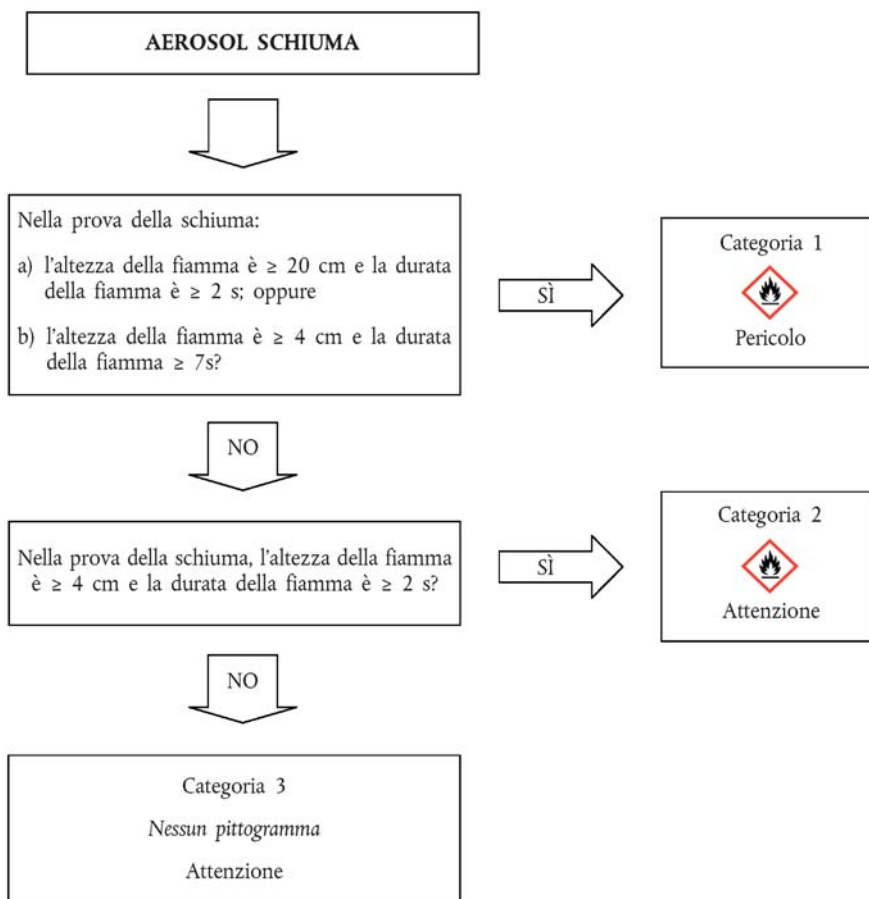 AEROSOL SCHIUMA
Nella prova della schiuma:
a) l'altezza della fiamma è ≥ 20 cm e la durata
della fiamma è ≥ 2 s; oppure
b) l'altezza della fiamma è ≥ 4 cm e la durata
della fiamma ≥ 7s?
SÌ
Categoria 1
Pericolo
NO
Nella prova della schiuma, l'altezza della fiamma
è ≥ 4 cm e la durata della fiamma è ≥ 2 s?
SÌ
Categoria 2
Attenzione
NO
Categoria 3
Nessun pittogramma
Attenzione